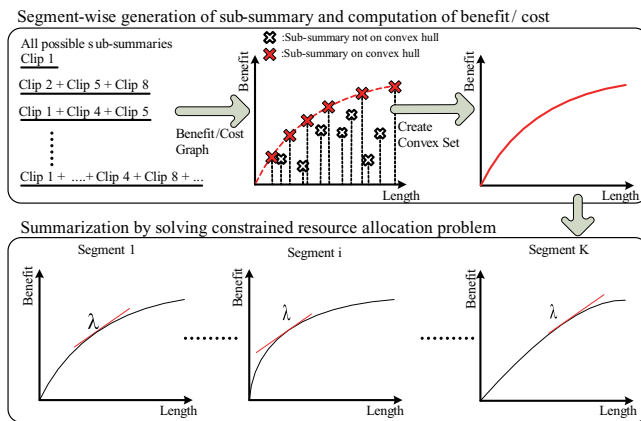 Segment-wise generation of sub-summary and computation of benefit/ cost
All possible sub-summaries
Clip 1
Clip 2 + Clip 5 + Clip 8
Clip 1 + Clip 4 + Clip 5
Clip 1 + ....+ Clip 4 + Clip 8 + ...
Benefit/Cost
Graph
:Sub-summary not on convex hull
:Sub-summary on convex hull
Benefit
Length
Create
Convex Set
Benefit
Length
Summarization by solving constrained resource allocation problem
Segment 1
Benefit
λ
Length
Segment i
Benefit
λ
Length
Segment K
Benefit
λ
Length